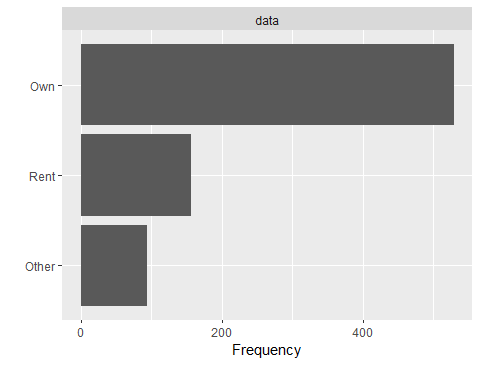 data
Own
Rent
Other
0 200 400
Frequency